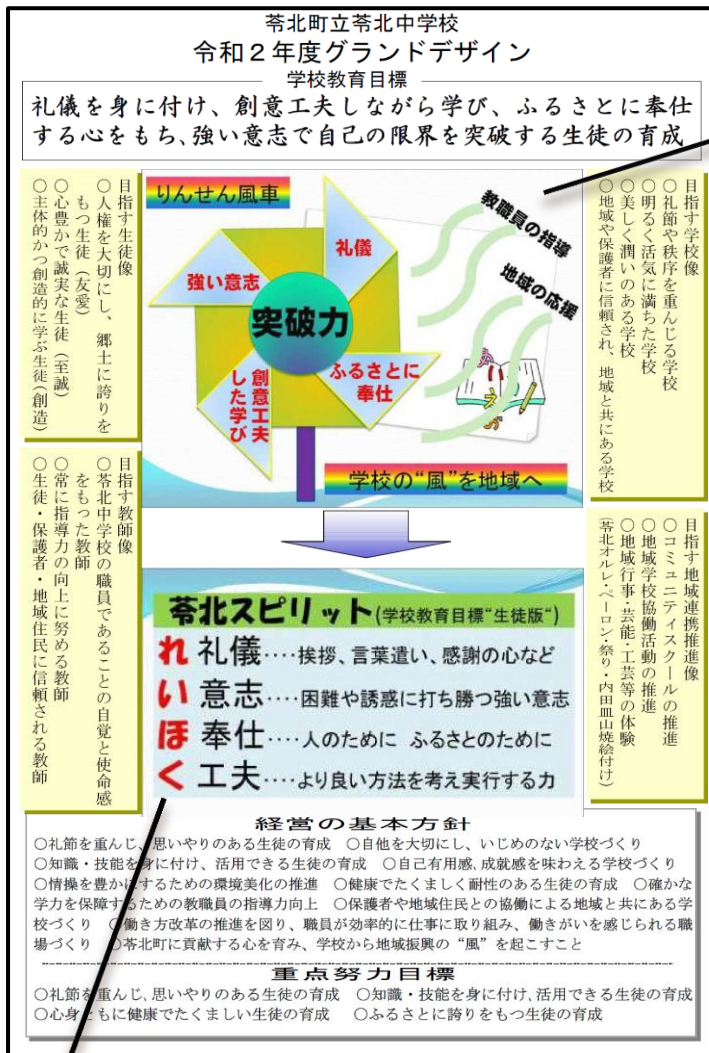 苓北町立苓北中学校
令和２年度グランドデザイン
学校教育目標
礼儀を身に付け、創意工夫しながら学び、ふるさとに奉仕
する心をもち、強い意志で自己の限界を突破する生徒の育成
目指す生徒像
○人権を大切にし、郷土に誇りを
もつ生徒（友愛）
○心豊かで誠実な生徒（至誠）
○主体的かつ創造的に学ぶ生徒(創造)
りんせん風車
礼儀
強い意志
突破力
ふるさとに
奉仕
創意工夫
した学び
教職員の指導
地域の応援
学校の“風”を地域へ
目指す学校像
○礼節や秩序を重んじる学校
○明るく活気に満ちた学校
○美しく潤いのある学校
○地域や保護者に信頼され、地域と共にある学校
目指す教師像
○苓北中学校の職員であることの自覚と使命感
をもった教師
○常に指導力の向上に努める教師
○生徒・保護者・地域住民に信頼される教師
苓北スピリット(学校教育目標“生徒版“)
れ 礼儀‥‥挨拶、言葉遣い、感謝の心など
い 意志‥‥困難や誘惑に打ち勝つ強い意志
ほ 奉仕‥‥人のために ふるさとのために
く 工夫‥‥より良い方法を考え実行する力
目指す地域連携推進像
○コミュニティスクールの推進
○地域学校協働活動の推進
○地域行事・芸能・工芸等の体験
(苓北オルレ・ペーロン・祭り・内田皿山焼絵付け)
経営の基本方針
○礼節を重んじ、思いやりのある生徒の育成 ○自他を大切にし、いじめのない学校づくり
○知識・技能を身に付け、活用できる生徒の育成 ○自己有用感、成就感を味わえる学校づくり
○情操を豊かにするための環境美化の推進 ○健康でたくましく耐性のある生徒の育成 ○確かな
学力を保障するための教職員の指導力向上 ○保護者や地域住民との協働による地域と共にある学
校づくり ○働き方改革の推進を図り、職員が効率的に仕事に取り組み、働きがいを感じられる職
場づくり ○苓北町に貢献する心を育み、学校から地域振興の“風”を起こすこと
重点努力目標
○礼節を重んじ、思いやりのある生徒の育成 ○知識・技能を身に付け、活用できる生徒の育成
○心身ともに健康でたくましい生徒の育成 ○ふるさとに誇りをもつ生徒の育成